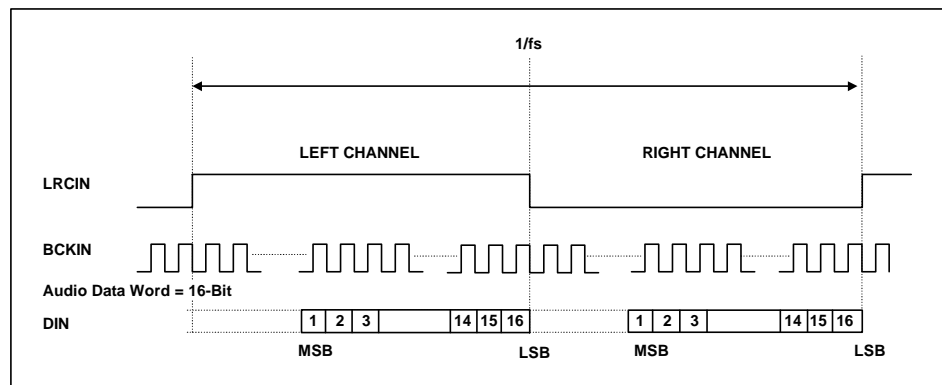 1/fs
LEFT CHANNEL RIGHT CHANNEL
LRCIN
BCKIN
Audio Data Word = 16-Bit
DIN 1 2 3 14 15 16 1 2 3 14 15 16
MSB LSB MSB LSB